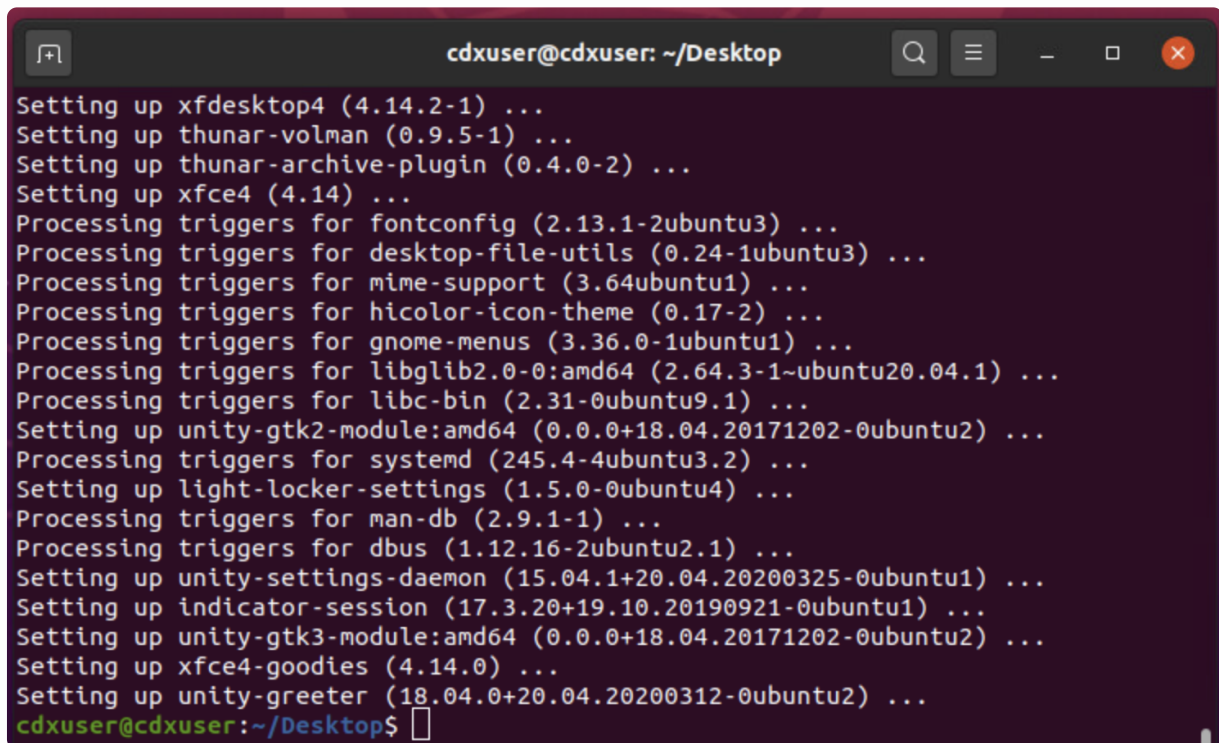 cdxuser@cdxuser: ~/Desktop
Setting up xfdesktop4 (4.14.2-1) ...
Setting up thunar-volman (0.9.5-1) ...
Setting up thunar-archive-plugin (0.4.0-2) ...
Setting up xfce4 (4.14) ...
Processing triggers for fontconfig (2.13.1-2ubuntu3) ...
Processing triggers for desktop-file-utils (0.24-1ubuntu3) ...
Processing triggers for mime-support (3.64ubuntu1) ...
Processing triggers for hicolor-icon-theme (0.17-2) ...
Processing triggers for gnome-menus (3.36.0-1ubuntu1) ...
Processing triggers for libglib2.0-0:amd64 (2.64.3-1~ubuntu20.04.1) ...
Processing triggers for libc-bin (2.31-0ubuntu9.1) ...
Setting up unity-gtk2-module:amd64 (0.0.0+18.04.20171202-0ubuntu2) ...
Processing triggers for systemd (245.4-4ubuntu3.2) ...
Setting up light-locker-settings (1.5.0-0ubuntu4) ...
Processing triggers for man-db (2.9.1-1) ...
Processing triggers for dbus (1.12.16-2ubuntu2.1) ...
Setting up unity-settings-daemon (15.04.1+20.04.20200325-0ubuntu1) ...
Setting up indicator-session (17.3.20+19.10.20190921-0ubuntu1) ...
Setting up unity-gtk3-module:amd64 (0.0.0+18.04.20171202-0ubuntu2) ...
Setting up xfce4-goodies (4.14.0) ...
Setting up unity-greeter (18.04.0+20.04.20200312-0ubuntu2) ...
cdxuser@cdxuser:~/Desktop$